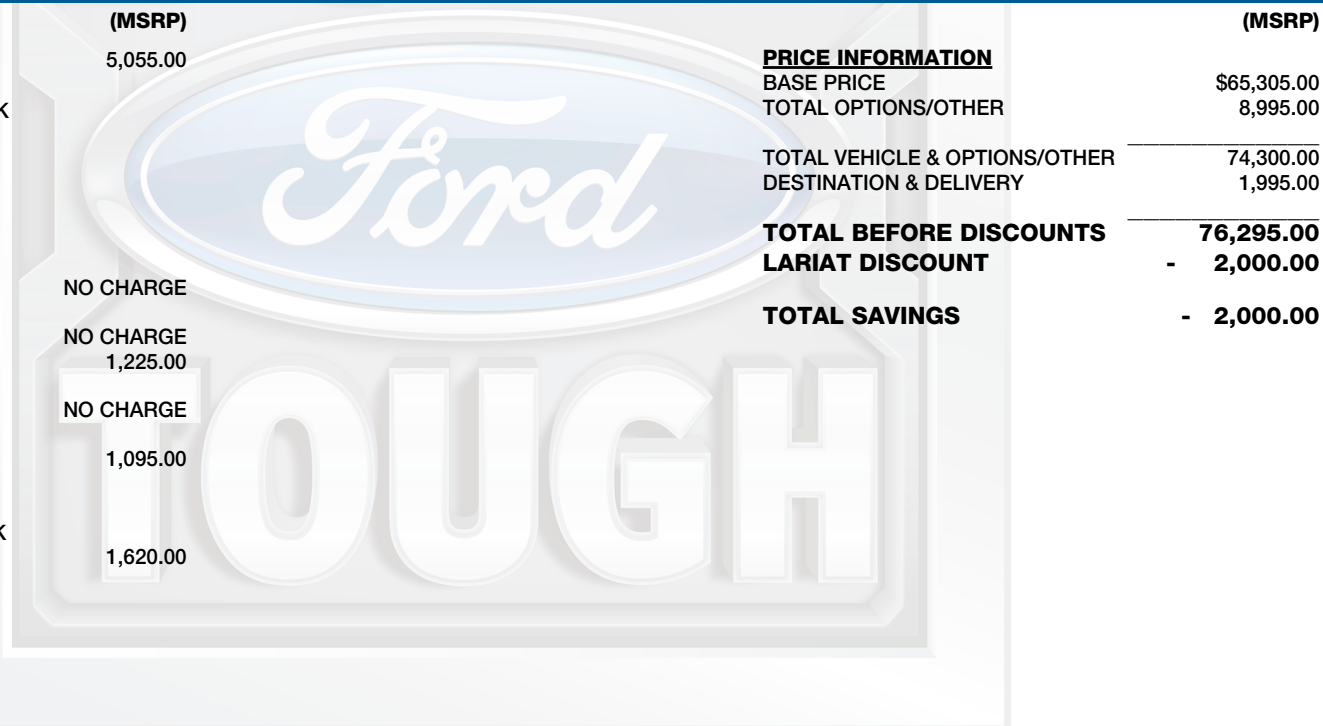 (MSRP)
5,055.00
K
NO CHARGE
NO CHARGE
1,225.00
NO CHARGE
1,095.00
K
1,620.00
(MSRP)
PRICE INFORMATION
BASE PRICE $65,305.00
TOTAL OPTIONS/OTHER 8,995.00
TOTAL VEHICLE & OPTIONS/OTHER 74,300.00
DESTINATION & DELIVERY 1,995.00
TOTAL BEFORE DISCOUNTS 76,295.00
LARIAT DISCOUNT - 2,000.00
TOTAL SAVINGS - 2,000.00
Ford
TOUGH